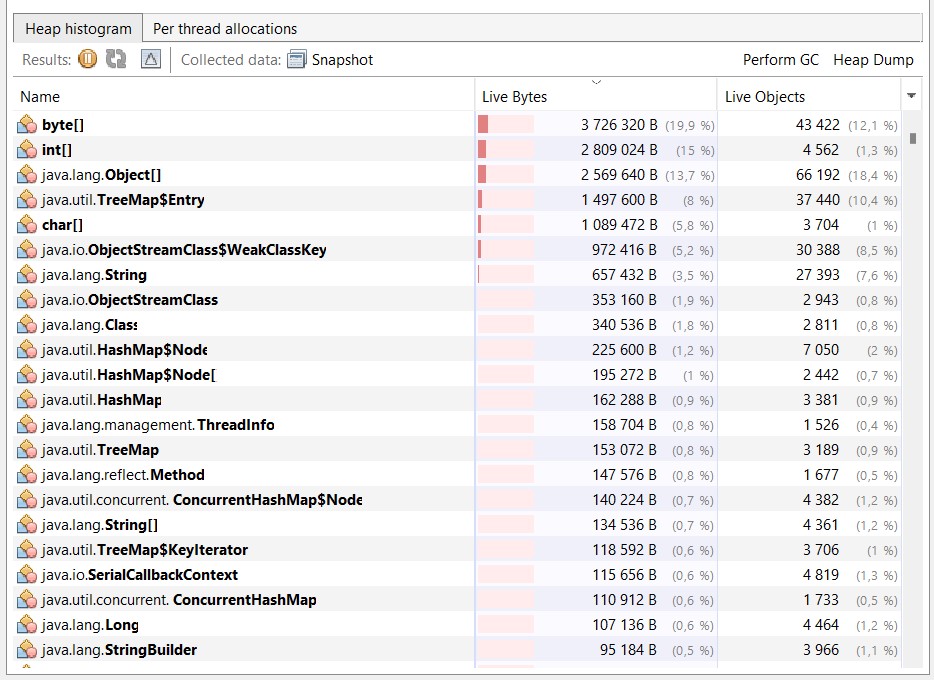 Heap histogram Per thread allocations
Results: Collected data: Snapshot Perform GC Heap Dump
Name Live Bytes Live Objects
byte[] 3 726 320 B (19,9 %) 43 422 (12,1 %)
int[] 2 809 024 B (15 %) 4 562 (1,3 %)
java.lang.Object[] 2 569 640 B (13,7 %) 66 192 (18,4 %)
java.util.TreeMap$Entry 1 497 600 B (8 %) 37 440 (10,4 %)
char[] 1 089 472 B (5,8 %) 3 704 (1 %)
java.io.ObjectStreamClass$WeakClassKey 972 416 B (5,2 %) 30 388 (8,5 %)
java.lang.String 657 432 B (3,5 %) 27 393 (7,6 %)
java.io.ObjectStreamClass 353 160 B (1,9 %) 2 943 (0,8 %)
java.lang.Class 340 536 B (1,8 %) 2 811 (0,8 %)
java.util.HashMap$Node 225 600 B (1,2 %) 7 050 (2 %)
java.util.HashMap$Node[ 195 272 B (1 %) 2 442 (0,7 %)
java.util.HashMap 162 288 B (0,9 %) 3 381 (0,9 %)
java.lang.management.ThreadInfo 158 704 B (0,8 %) 1 526 (0,4 %)
java.util.TreeMap 153 072 B (0,8 %) 3 189 (0,9 %)
java.lang.reflect.Method 147 576 B (0,8 %) 1 677 (0,5 %)
java.util.concurrent. ConcurrentHashMap$Node 140 224 B (0,7 %) 4 382 (1,2 %)
java.lang.String[] 134 536 B (0,7 %) 4 361 (1,2 %)
java.util.TreeMap$KeyIterator 118 592 B (0,6 %) 3 706 (1 %)
java.io.SerialCallbackContext 115 656 B (0,6 %) 4 819 (1,3 %)
java.util.concurrent. ConcurrentHashMap 110 912 B (0,6 %) 1 733 (0,5 %)
java.lang.Long 107 136 B (0,6 %) 4 464 (1,2 %)
java.lang.StringBuilder 95 184 B (0,5 %) 3 966 (1,1 %)